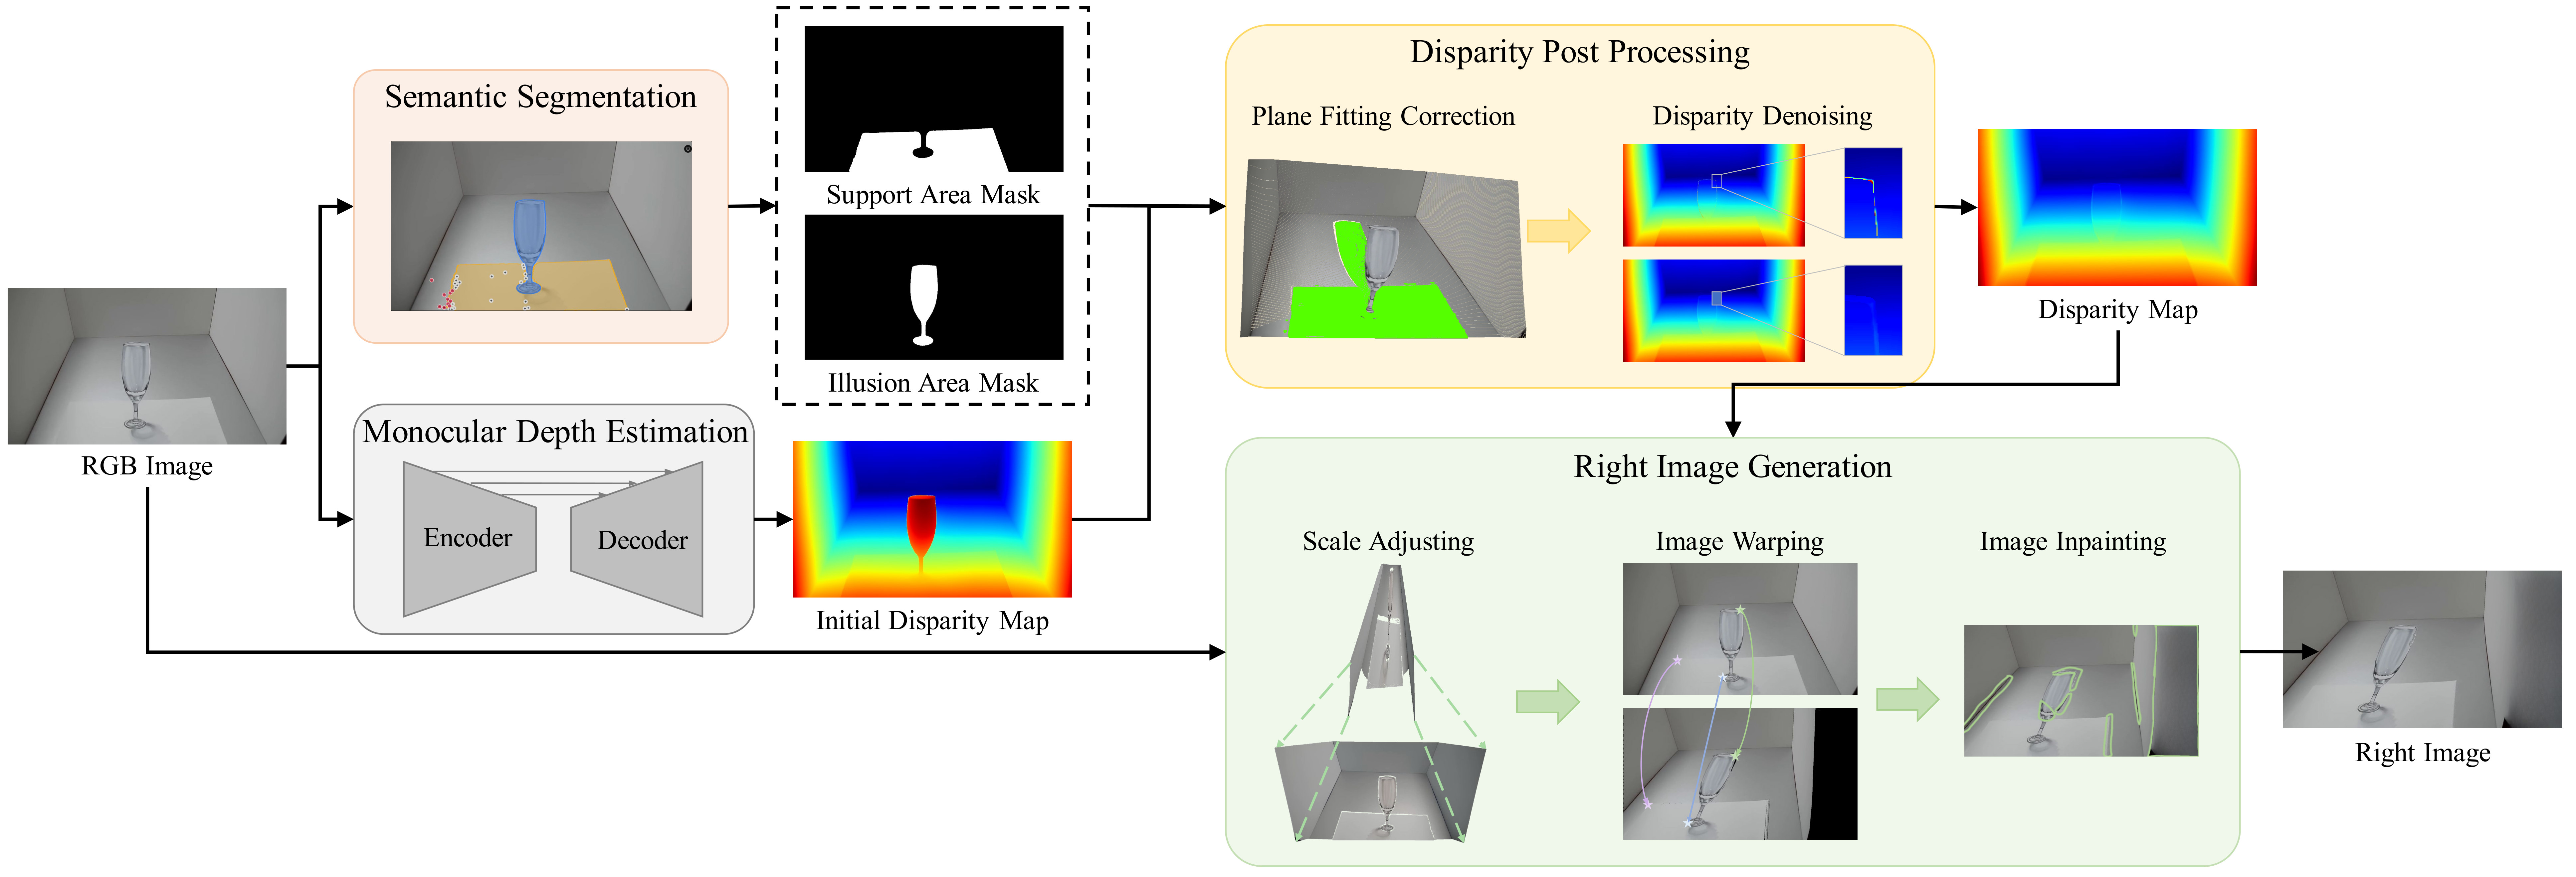 Semantic Segmentation
Support Area Mask
Illusion Area Mask
Disparity Post Processing
Plane Fitting Correction
Disparity Denoising
Disparity Map
RGB Image
Monocular Depth Estimation
Encoder
Decoder
Initial Disparity Map
Right Image Generation
Scale Adjusting
Image Warping
Image Inpainting
Right Image